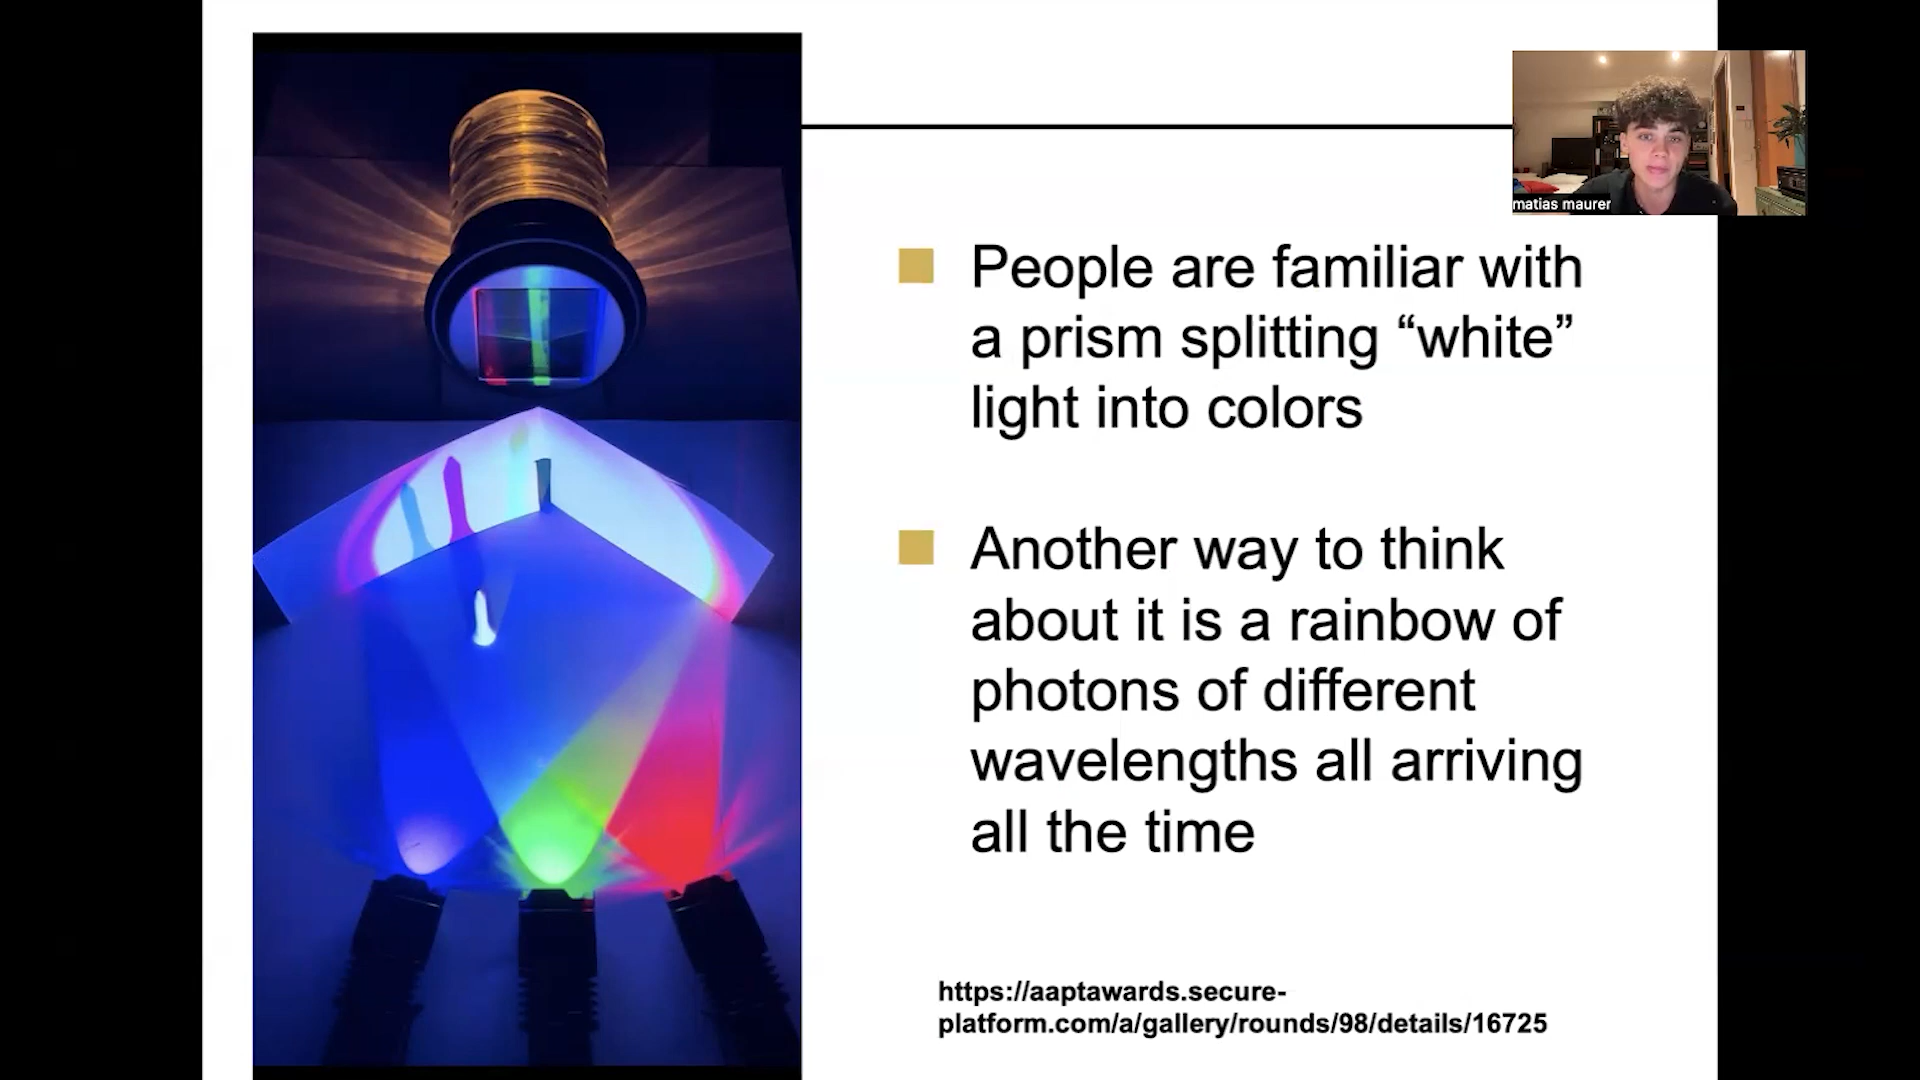 matias maurer
People are familiar with
a prism splitting “white”
light into colors
Another way to think
about it is a rainbow of
photons of different
wavelengths all arriving
all the time
https://aaptawards.secure-
platform.com/a/gallery/rounds/98/details/16725